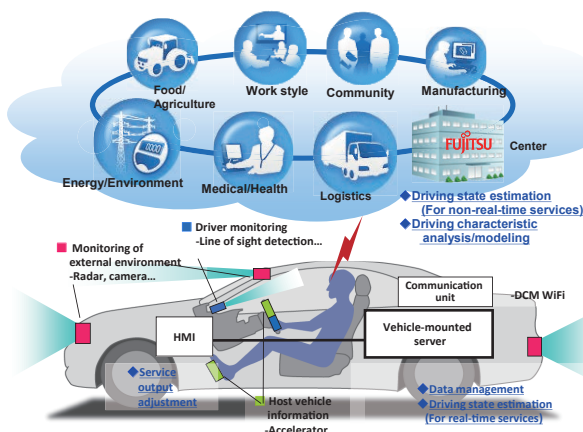 Food/
Agriculture
Work style
Community
Manufacturing
Energy/Environment
Medical/Health
Logistics
FUJITSU
Center
◆Driving state estimation
(For non-real-time services)
◆Driving characteristic
analysis/modeling
Driver monitoring
-Line of sight detection...
Monitoring of
external environment
-Radar, camera...
Communication
unit
-DCM WiFi
HMI
Vehicle-mounted
server
◆Service
output
adjustment
Host vehicle
information
-Accelerator
◆Data management
◆Driving state estimation
(For real-time services)